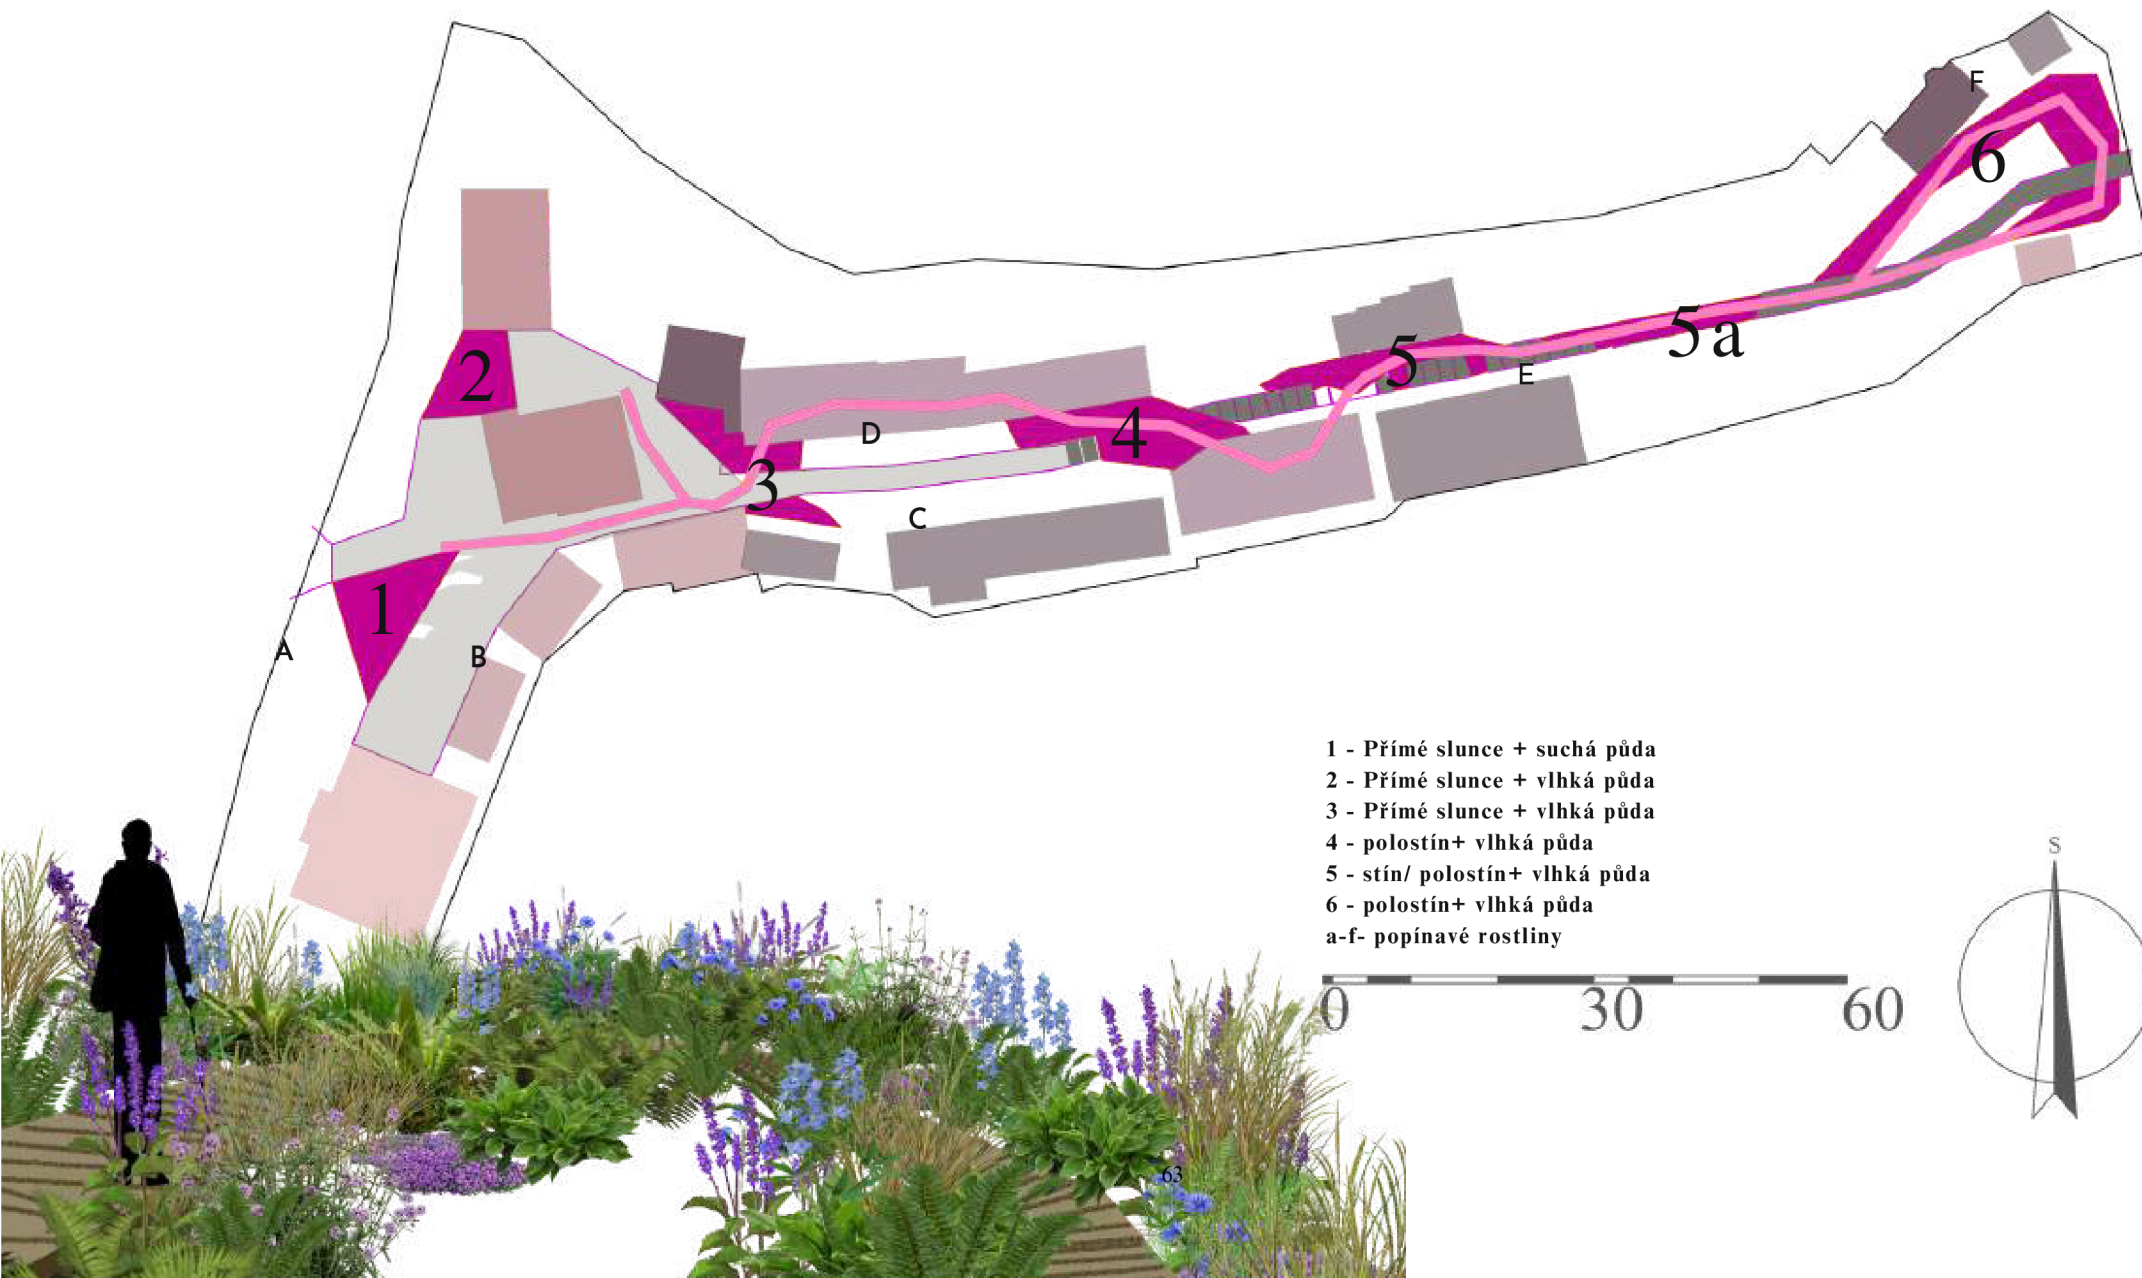 F
6
2
5
5a
E
4
D
3
C
1
A
B
1 - Přímé slunce + suchá půda
2 - Přímé slunce + vlhká půda
3 - Přímé slunce + vlhká půda
4 - polostín+ vlhká půda
5 - stín/ polostín+ vlhká půda
6 - polostín+ vlhká půda
a-f- popínavé rostliny
S
0 30 60
63